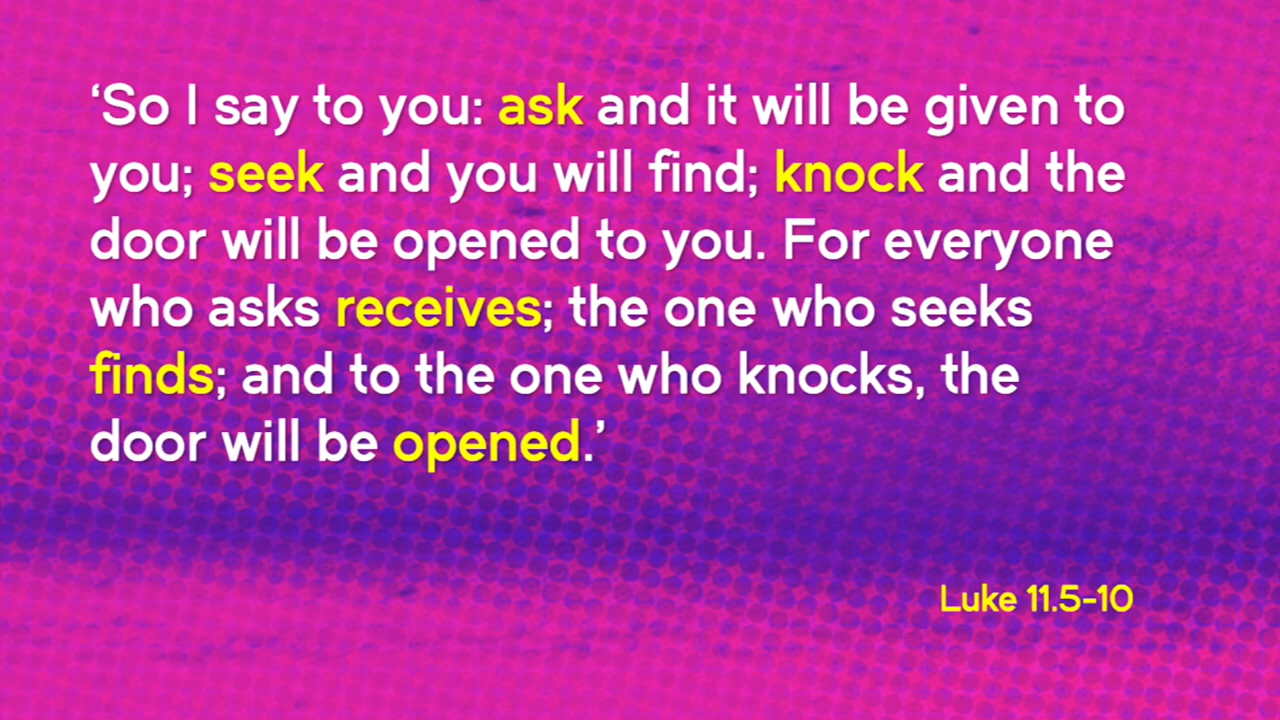 ‘So I say to you: ask and it will be given to
you; seek and you will find; knock and the
door will be opened to you. For everyone
who asks receives; the one who seeks
finds; and to the one who knocks, the
door will be opened.’
Luke 11.5-10